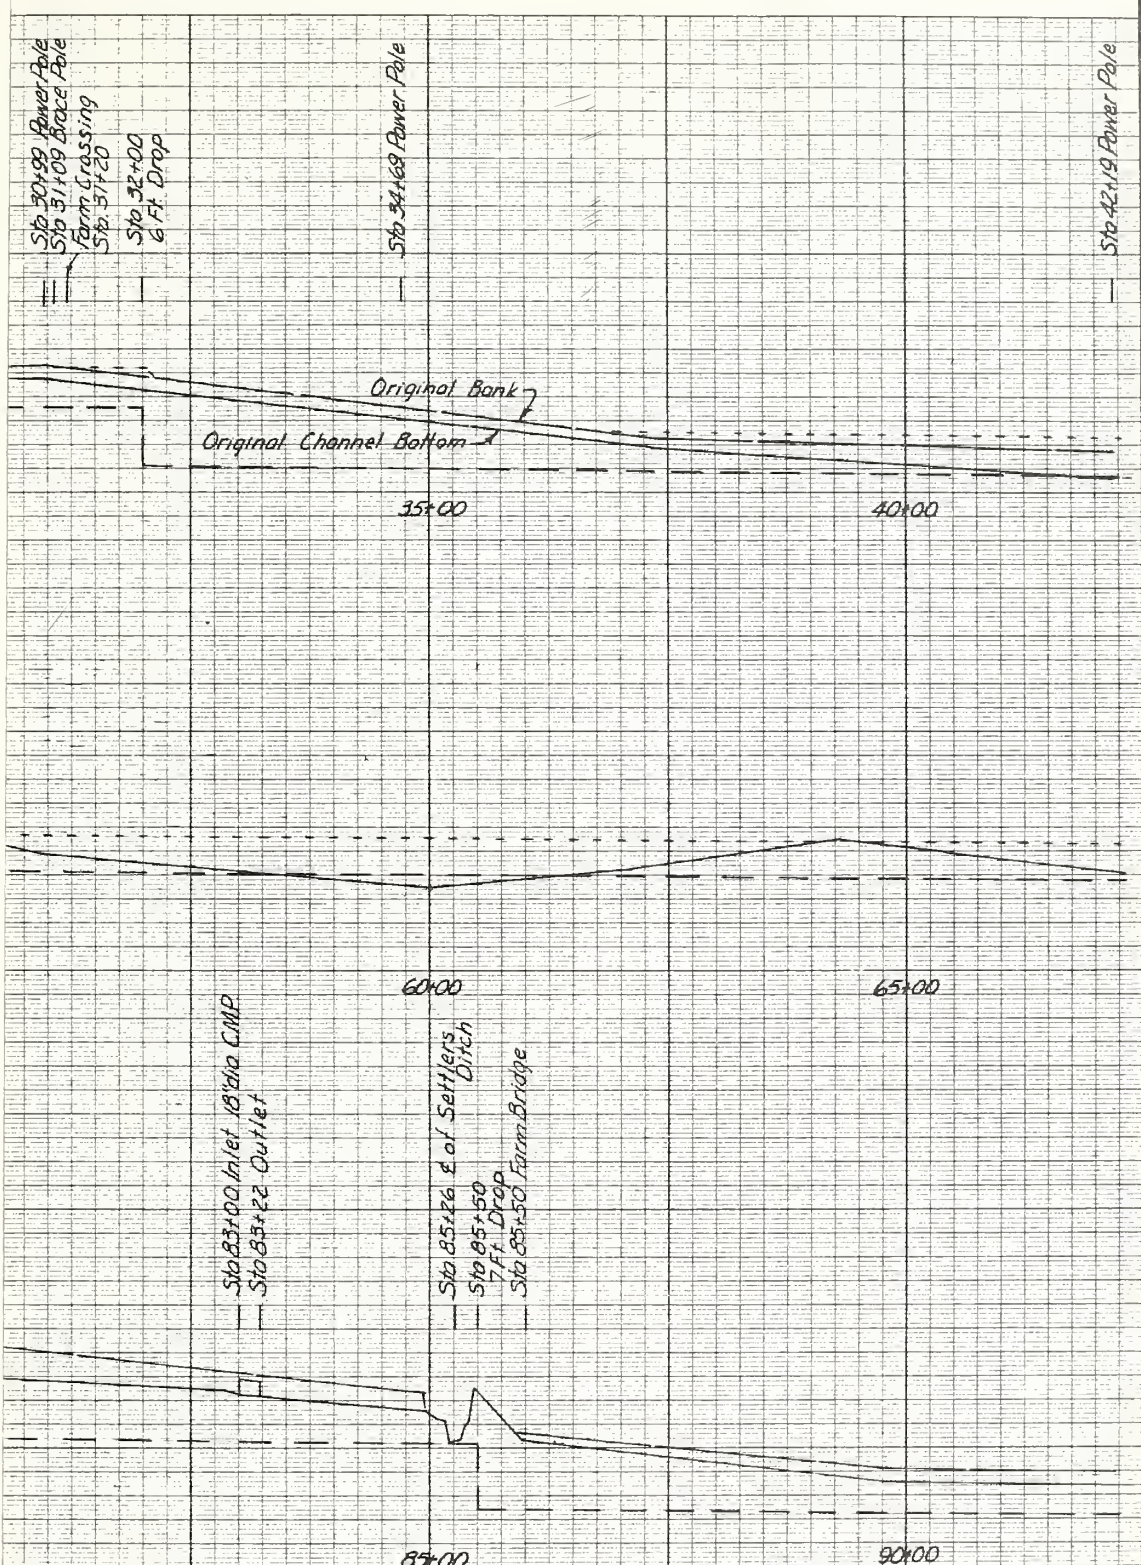 Sta 30+99 Power Pole
Sta 31+09 Brace Pole
Farm Crossing
Sta. 31+20
Sta 32+00
6 Ft. Drop
Sta 34+69 Power Pole
Sta 42+19 Power Pole
Original Bank
Original Channel Bottom
35+00
40+00
60+00
65+00
Sta 83+00 Inlet 18" dia CMP
Sta 83+22 Outlet
Sta 85+26 ℄ of Settlers
Ditch
Sta 85+50
7 Ft. Drop
Sta 85+50 Farm Bridge
85+00
90+00